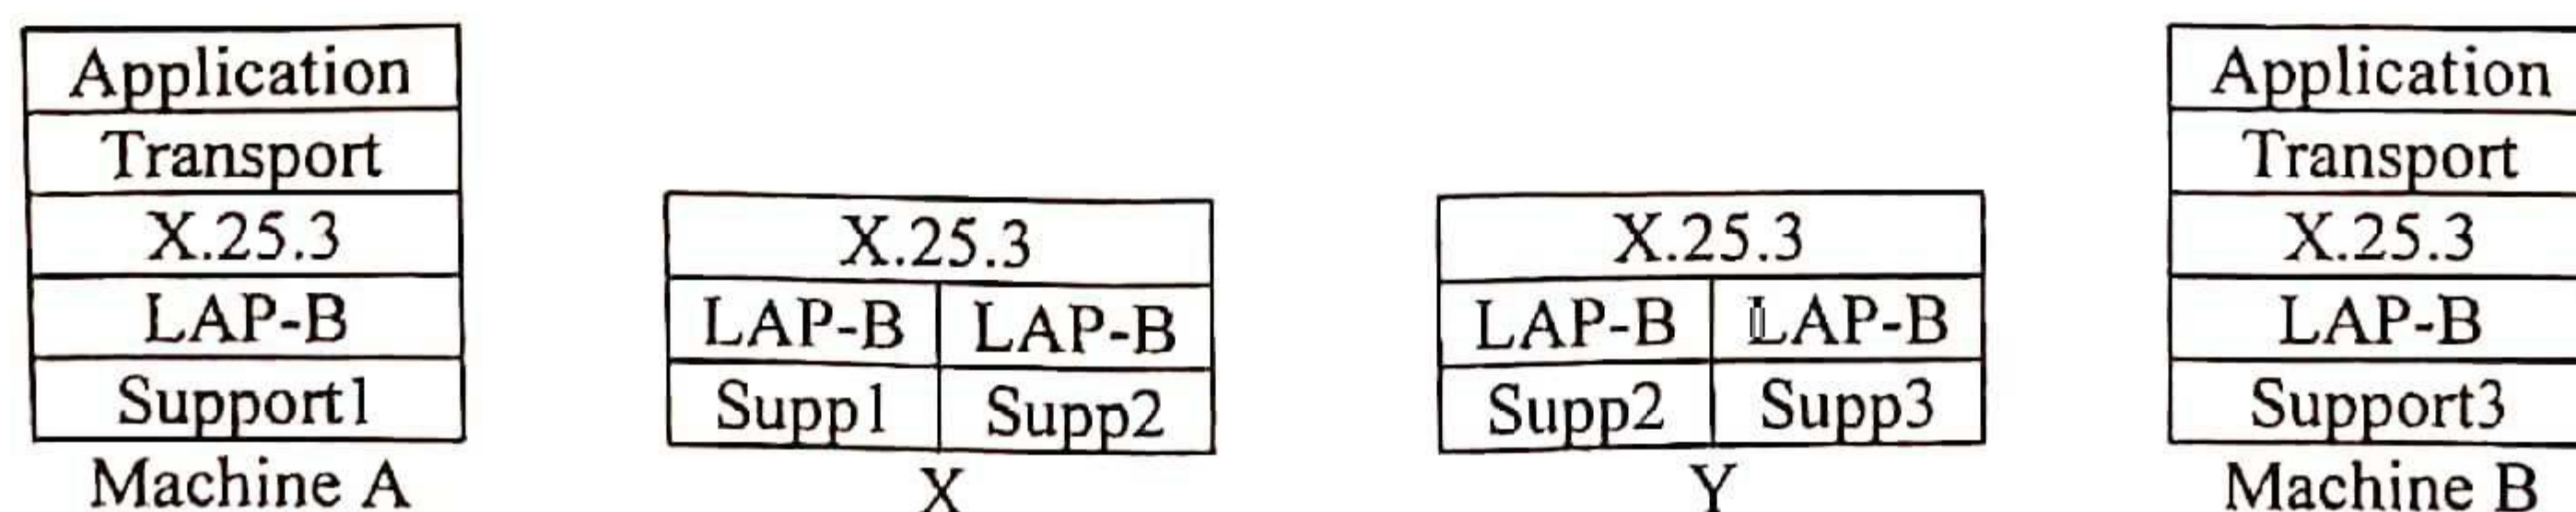 Application Application
Transport Transport
X.25.3 X.25.3 X.25.3 X.25.3
LAP-B LAP-B LAP-B LAP-B LAP-B LAP-B
Support1 Supp1 Supp2 Supp2 Supp3 Support3
Machine A X Y Machine B